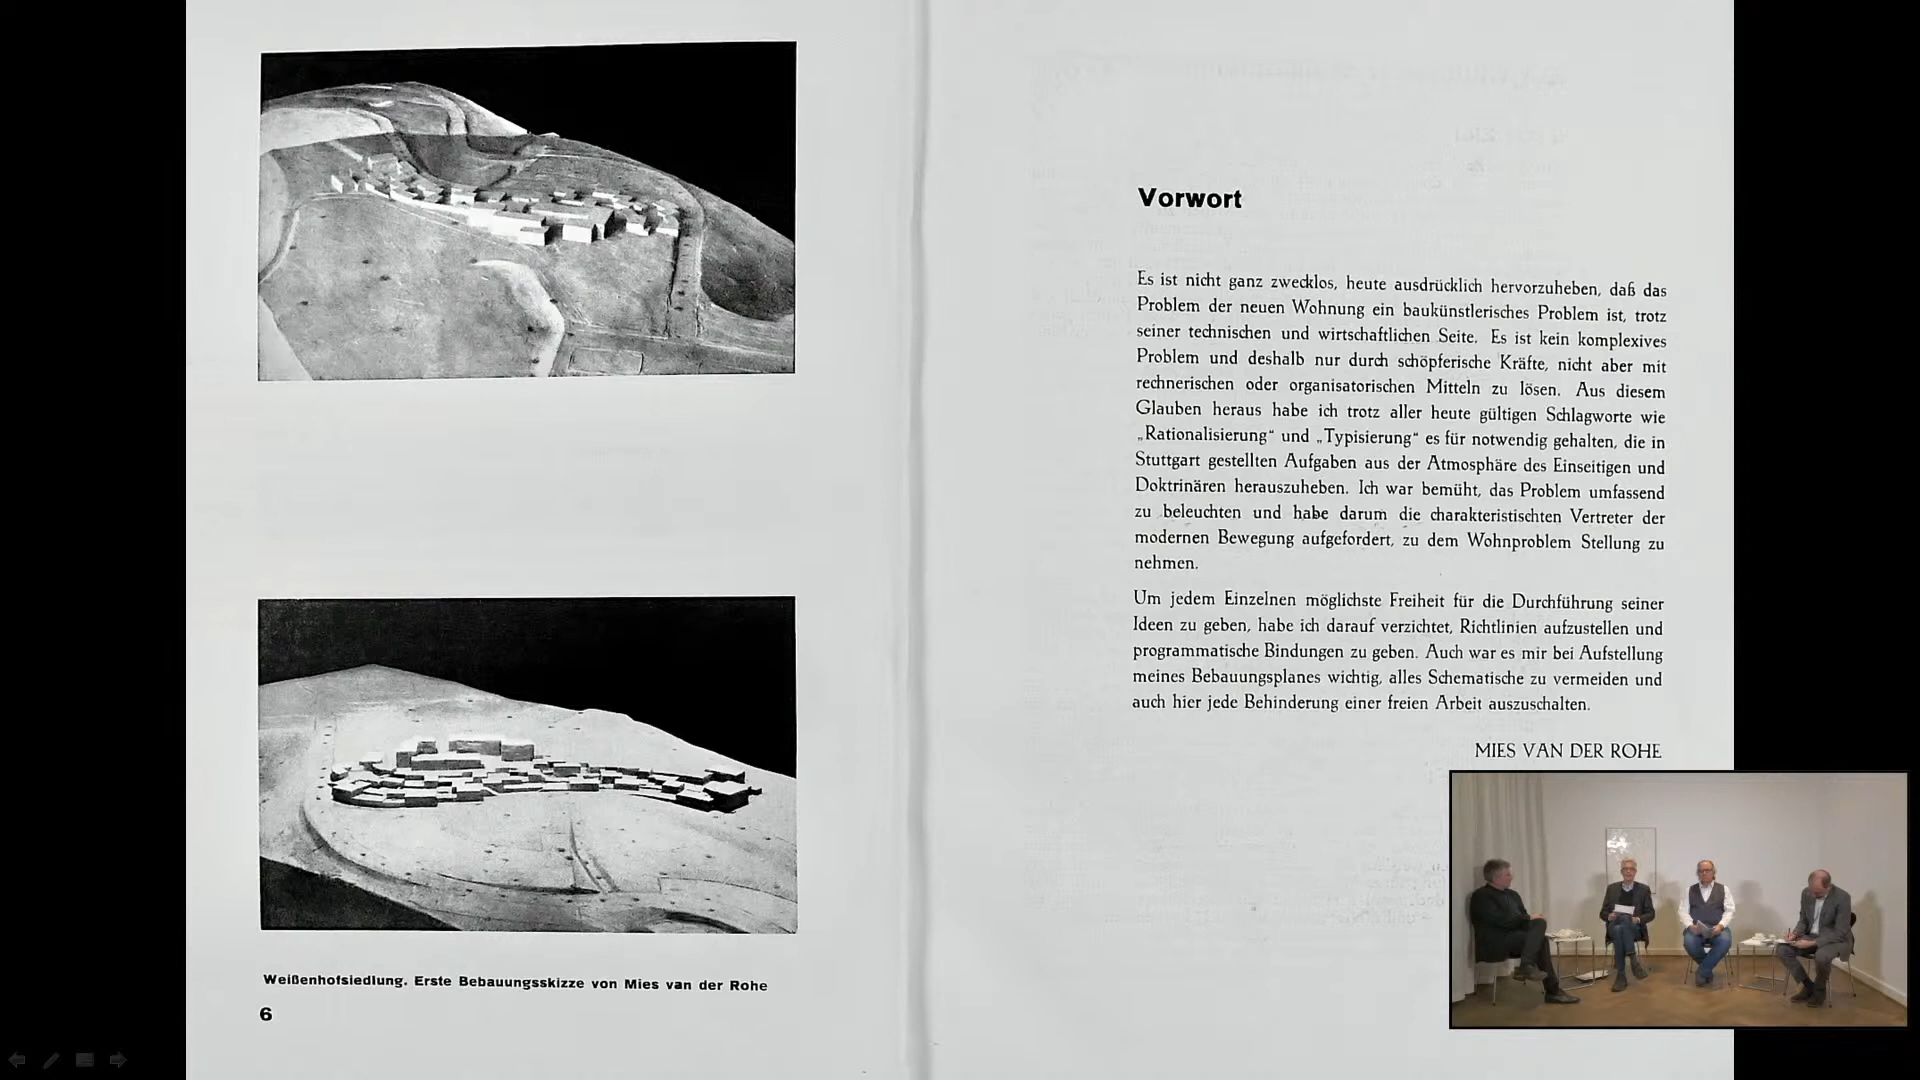 Weißenhofsiedlung. Erste Bebauungsskizze von Mies van der Rohe
6
Vorwort
Es ist nicht ganz zwecklos, heute ausdrücklich hervorzuheben, daß das
Problem der neuen Wohnung ein baukünstlerisches Problem ist, trotz
seiner technischen und wirtschaftlichen Seite. Es ist kein komplexives
Problem und deshalb nur durch schöpferische Kräfte, nicht aber mit
rechnerischen oder organisatorischen Mitteln zu lösen. Aus diesem
Glauben heraus habe ich trotz aller heute gültigen Schlagworte wie
„Rationalisierung“ und „Typisierung“ es für notwendig gehalten, die in
Stuttgart gestellten Aufgaben aus der Atmosphäre des Einseitigen und
Doktrinären herauszuheben. Ich war bemüht, das Problem umfassend
zu beleuchten und habe darum die charakteristischten Vertreter der
modernen Bewegung aufgefordert, zu dem Wohnproblem Stellung zu
nehmen.
Um jedem Einzelnen möglichste Freiheit für die Durchführung seiner
Ideen zu geben, habe ich darauf verzichtet, Richtlinien aufzustellen und
programmatische Bindungen zu geben. Auch war es mir bei Aufstellung
meines Bebauungsplanes wichtig, alles Schematische zu vermeiden und
auch hier jede Behinderung einer freien Arbeit auszuschalten.
MIES VAN DER ROHE